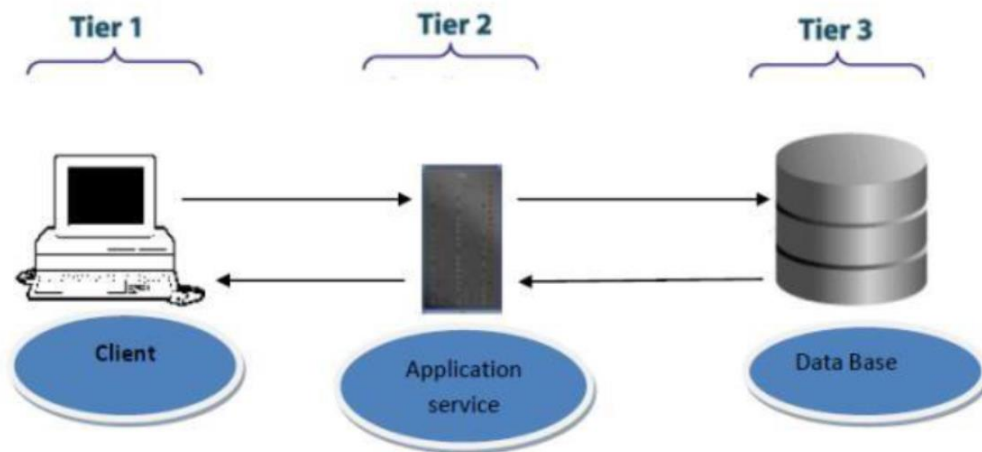 Tier 1
Tier 2
Tier 3
Client
Application
service
Data Base